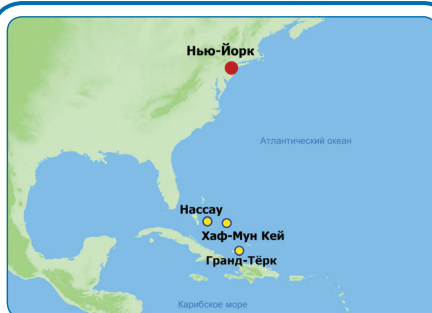 Нью-Йорк
Атлантический океан
Нассау
Хаф-Мун Кей
Гранд-Тёрк
Карибское море